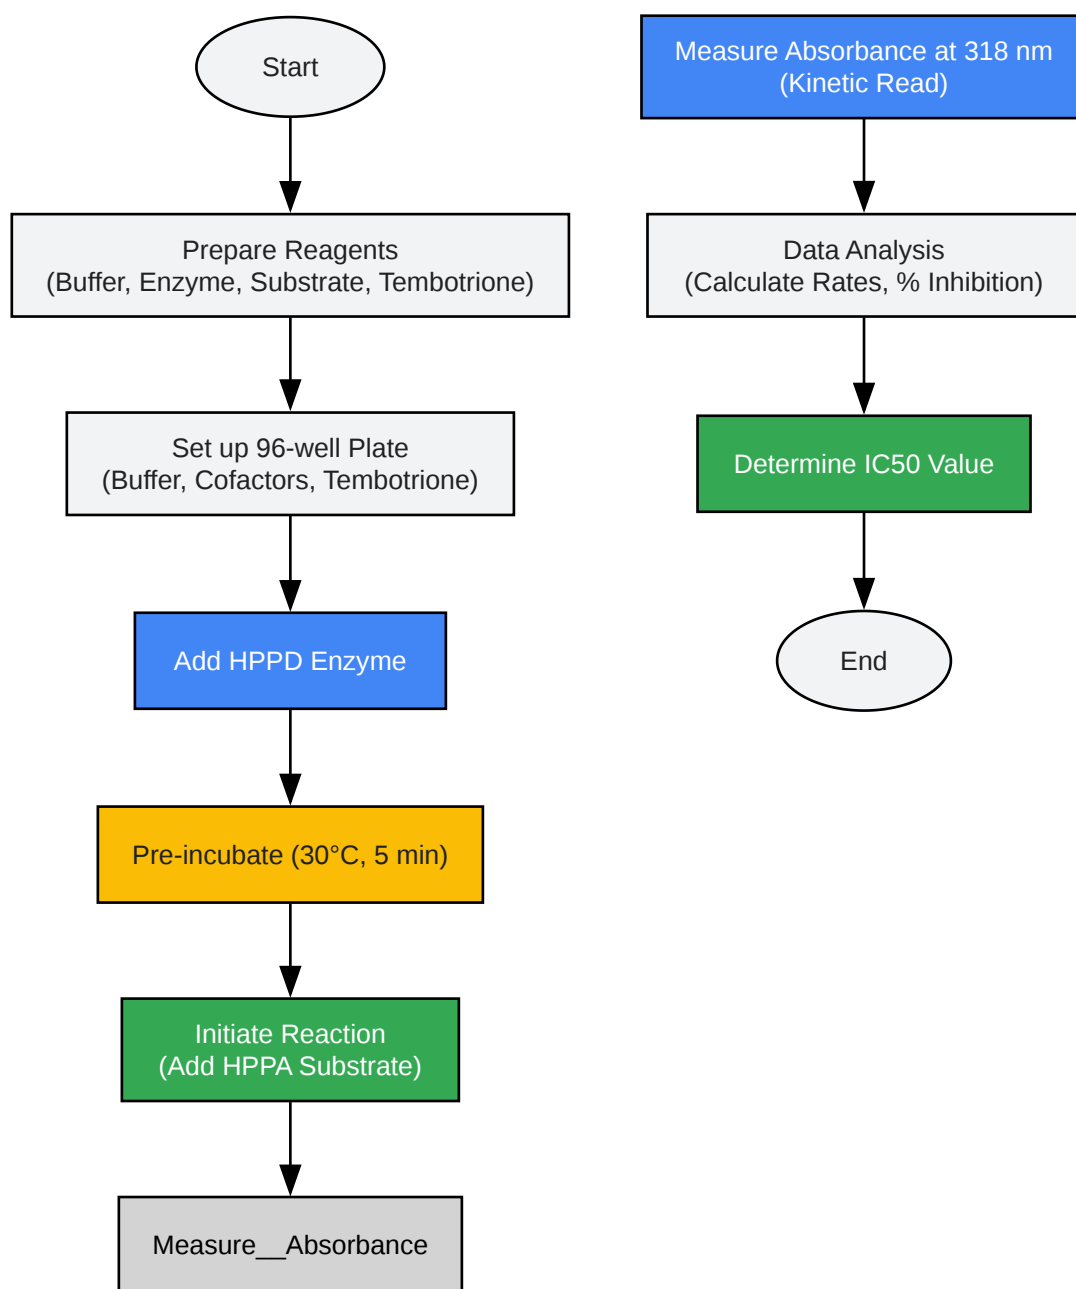 Start
Prepare Reagents
(Buffer, Enzyme, Substrate, Tembotrione)
Set up 96-well Plate
(Buffer, Cofactors, Tembotrione)
Add HPPD Enzyme
Pre-incubate (30°C, 5 min)
Initiate Reaction
(Add HPPA Substrate)
Measure__Absorbance
Measure Absorbance at 318 nm
(Kinetic Read)
Data Analysis
(Calculate Rates, % Inhibition)
Determine IC50 Value
End